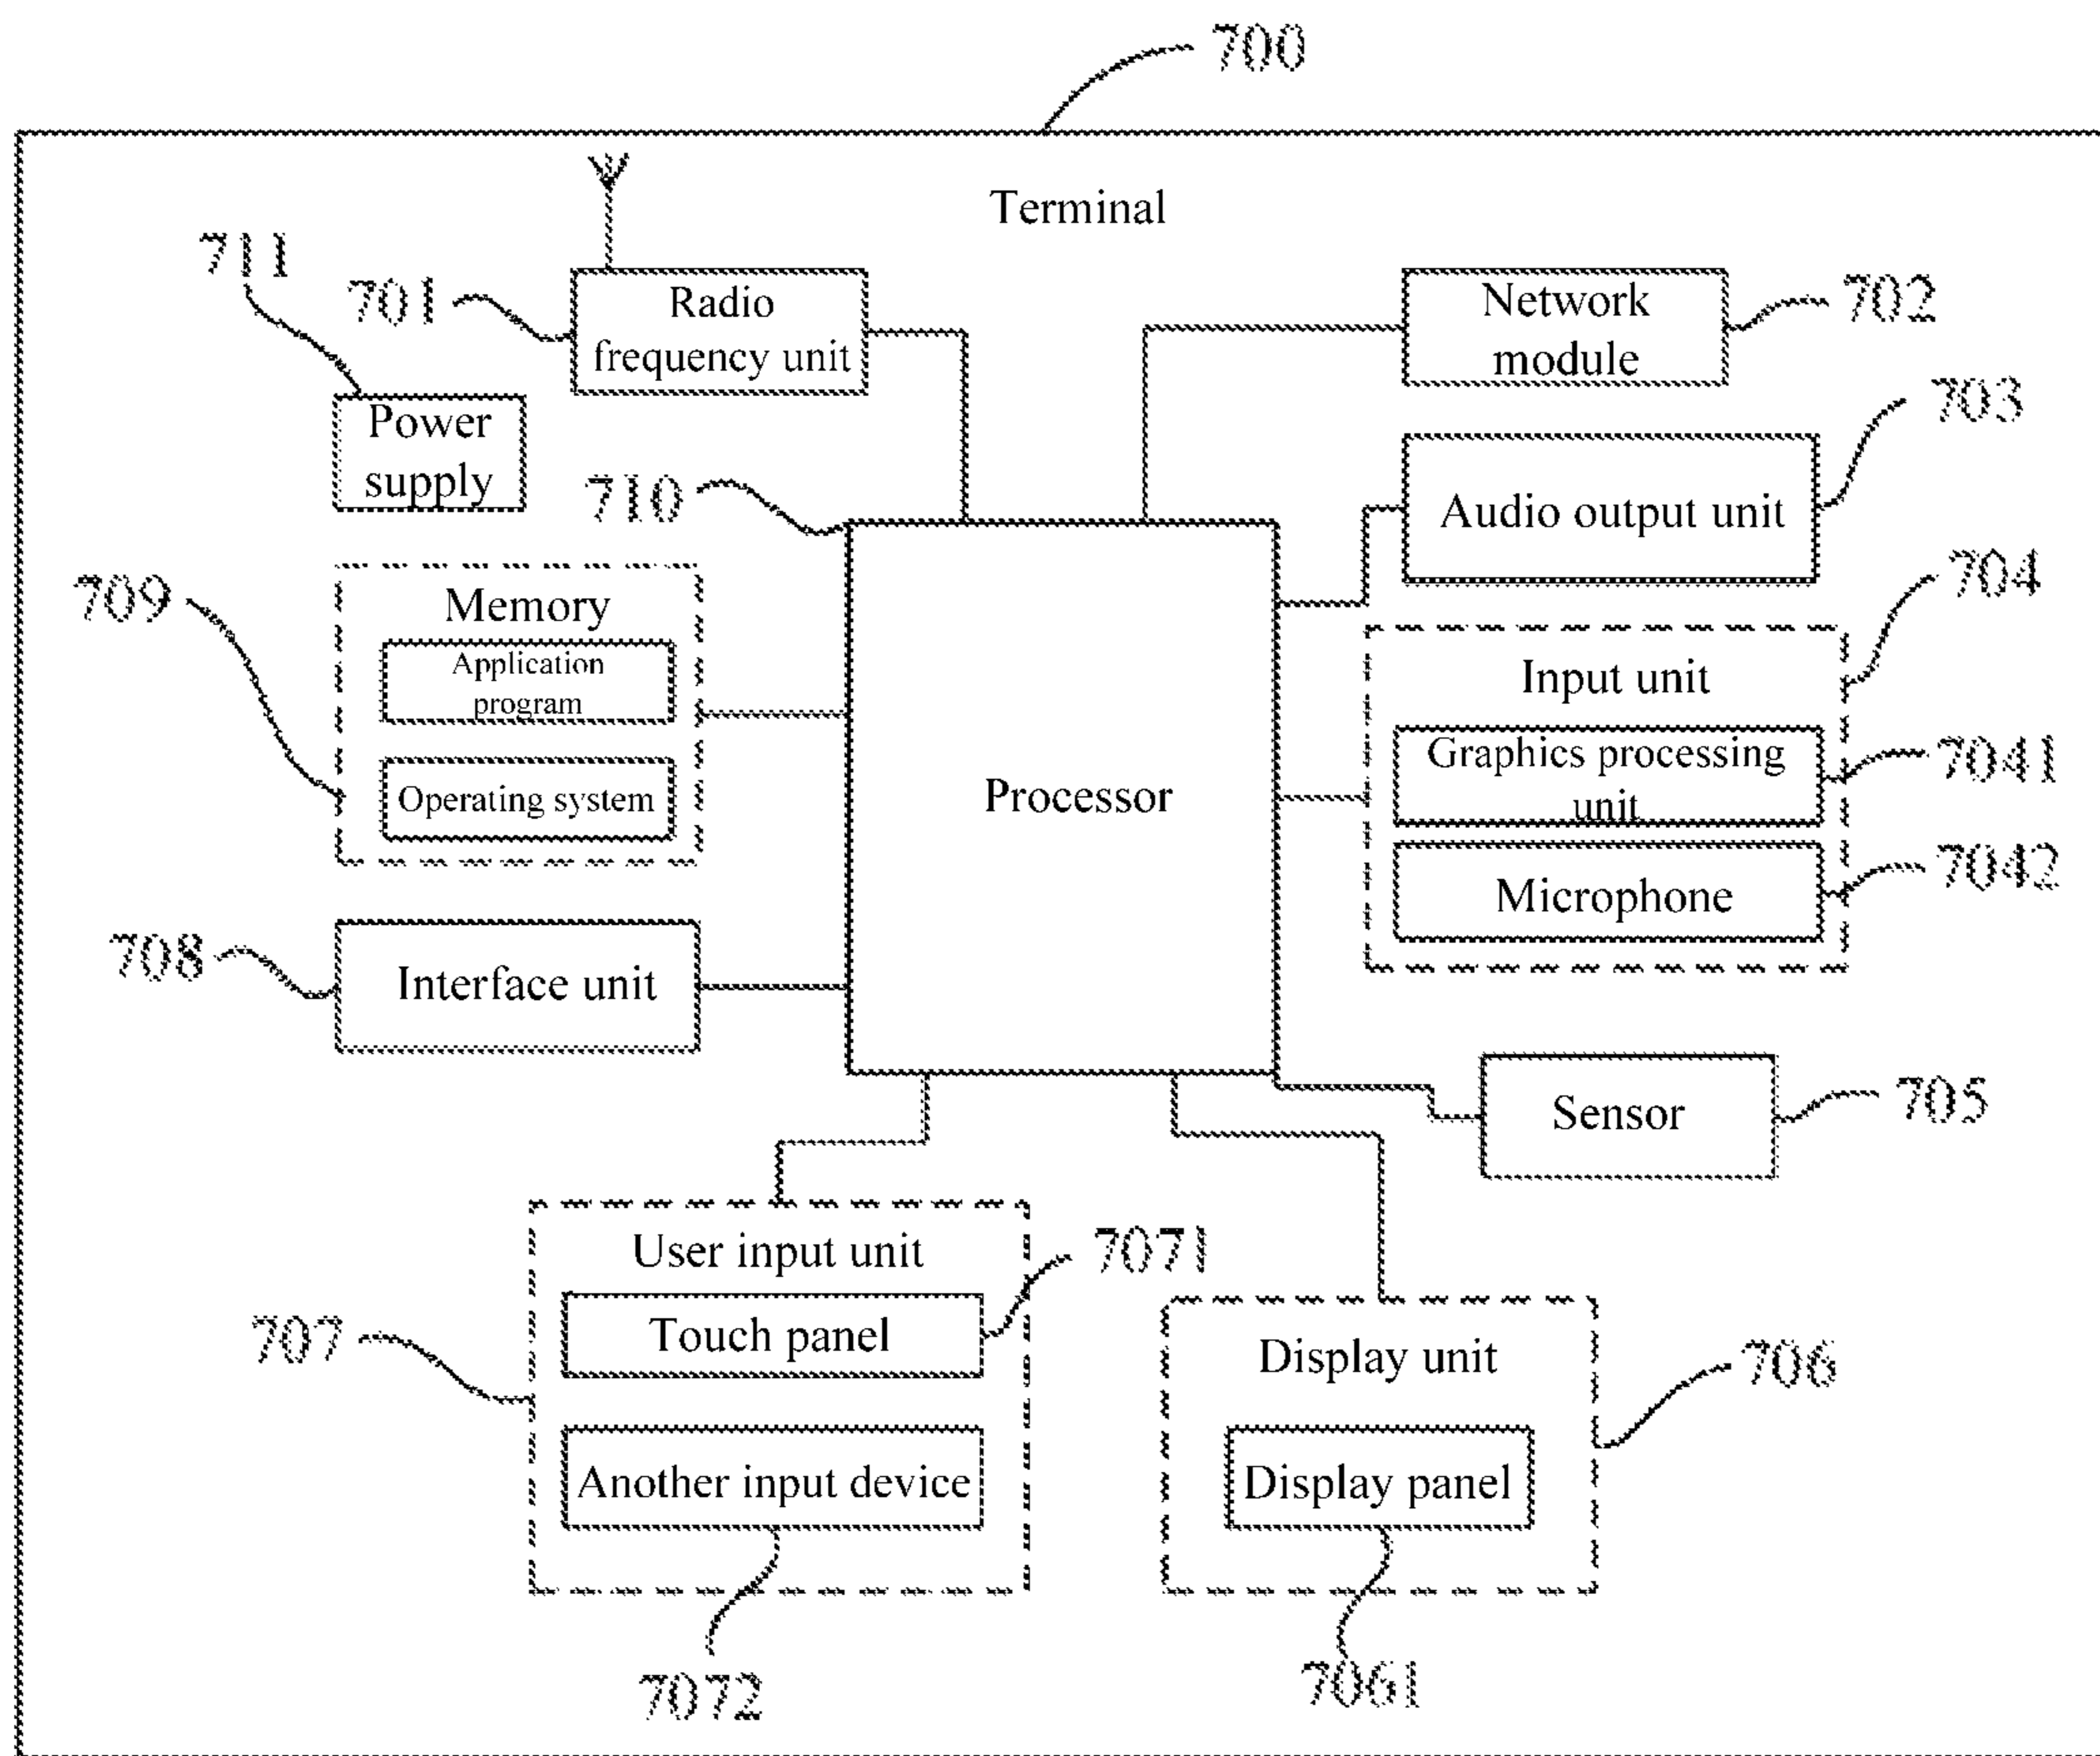 700
Terminal
711
701
Radio
frequency unit
Network
module
702
Power
supply
703
710
Audio output unit
709
Memory
Application
program
Operating system
704
Input unit
Graphics processing
unit
7041
Processor
Microphone
7042
708
Interface unit
Sensor
705
User input unit
7071
707
Touch panel
Another input device
Display unit
706
Display panel
7072
7061